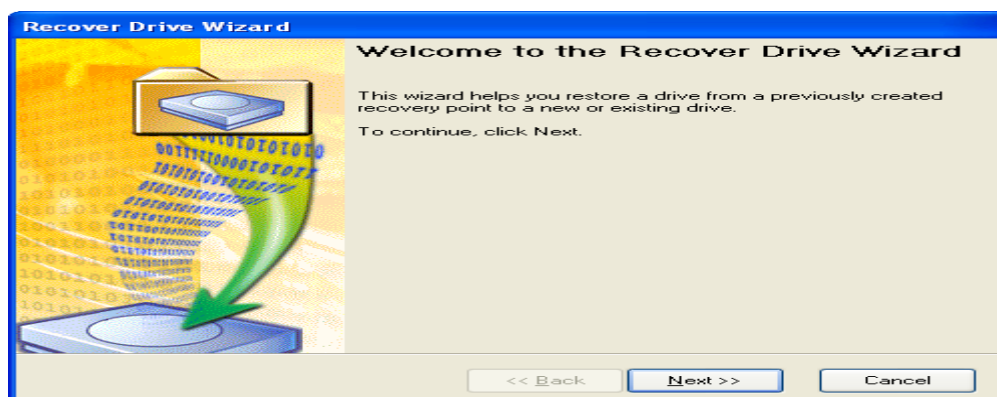 Recover Drive Wizard
Welcome to the Recover Drive Wizard
This wizard helps you restore a drive from a previously created
recovery point to a new or existing drive.
To continue, click Next.
<< Back Next >> Cancel